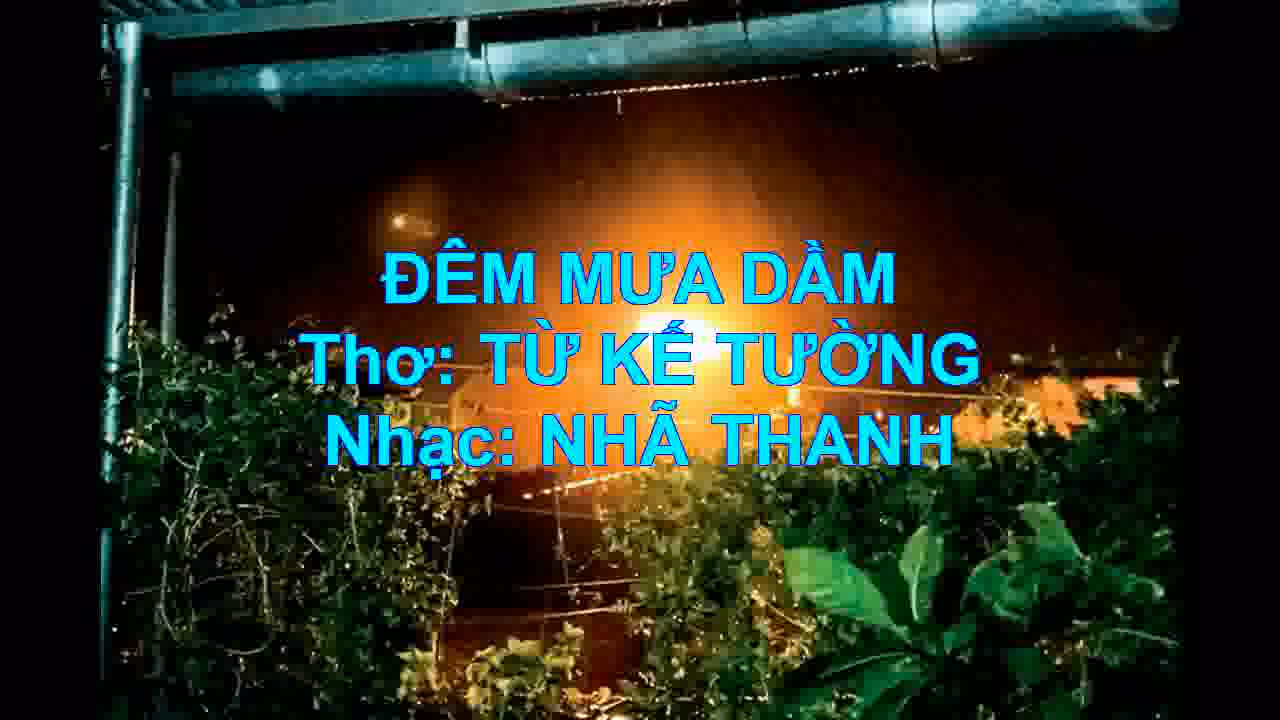 ĐÊM MƯA DẦM
Thơ: TỪ KẾ TƯỜNG
Nhạc: NHÃ THANH